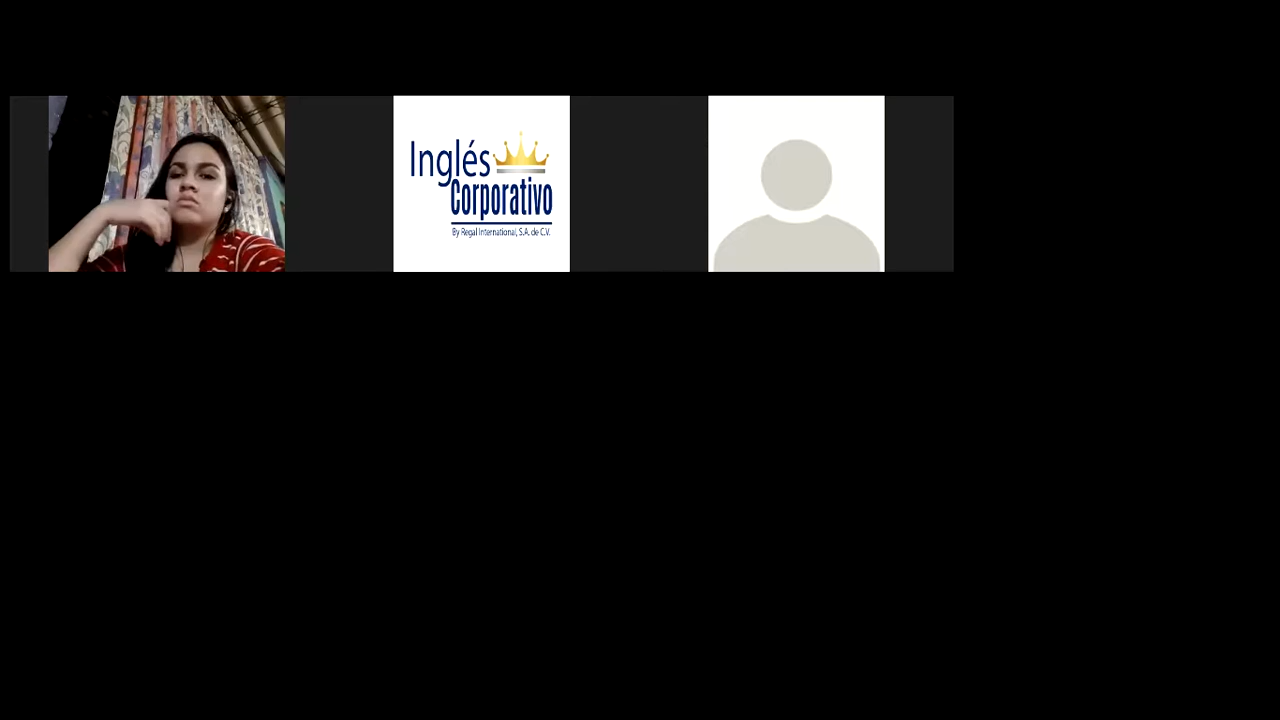 Inglés
Corporativo
By Regal International, S.A. de C.V.